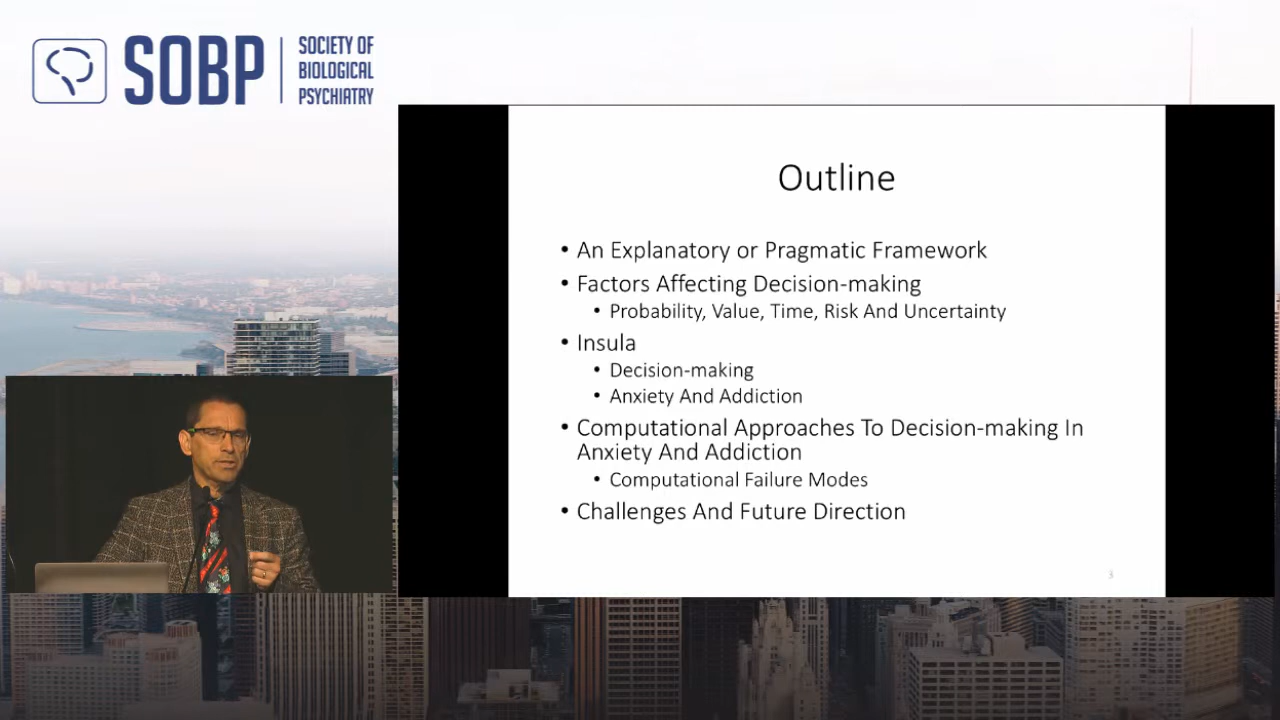 SOBP
SOCIETY OF
BIOLOGICAL
PSYCHIATRY
Outline
• An Explanatory or Pragmatic Framework
• Factors Affecting Decision-making
• Probability, Value, Time, Risk And Uncertainty
• Insula
• Decision-making
• Anxiety And Addiction
• Computational Approaches To Decision-making In
Anxiety And Addiction
• Computational Failure Modes
• Challenges And Future Direction
3